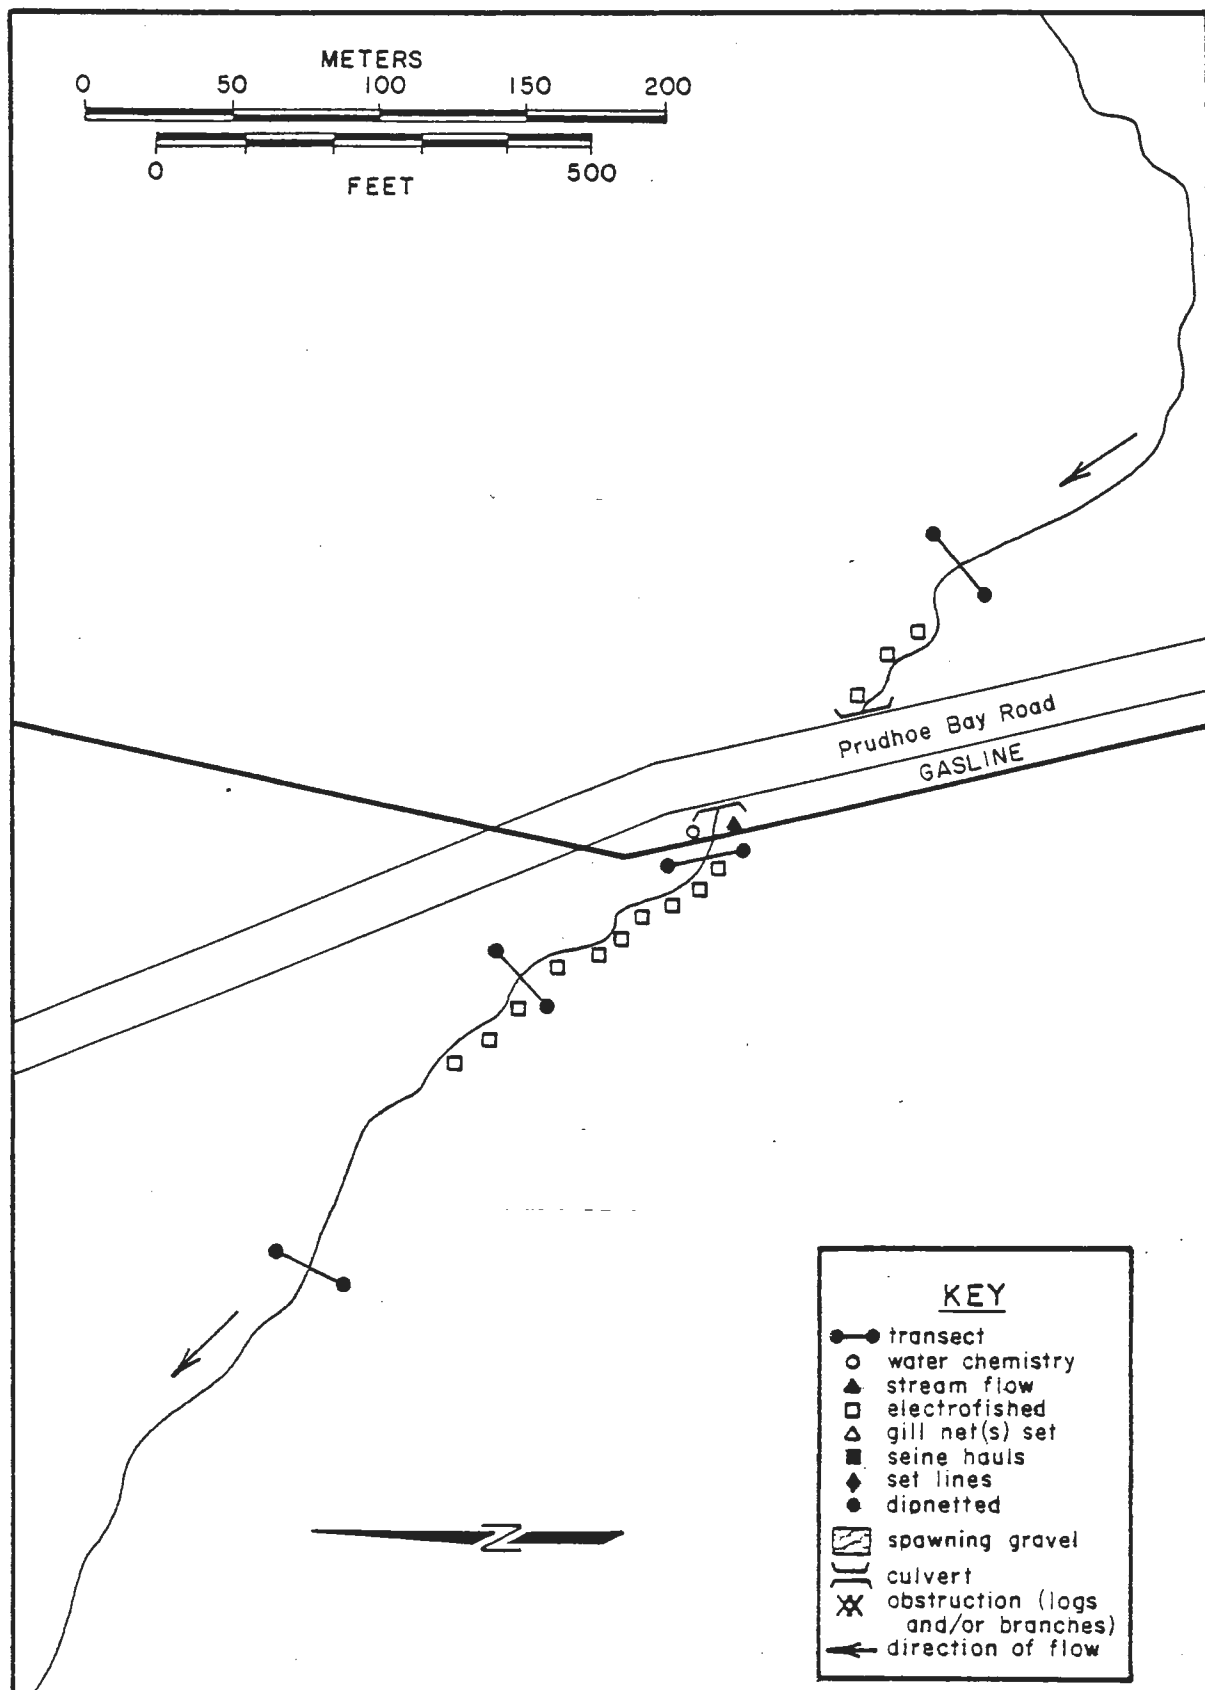 METERS
0 50 100 150 200
0 500
FEET
Prudhoe Bay Road
GASLINE
N
KEY
transect
water chemistry
stream flow
electrofished
gill net(s) set
seine hauls
set lines
dipnetted
spawning gravel
culvert
obstruction (logs
and/or branches)
direction of flow